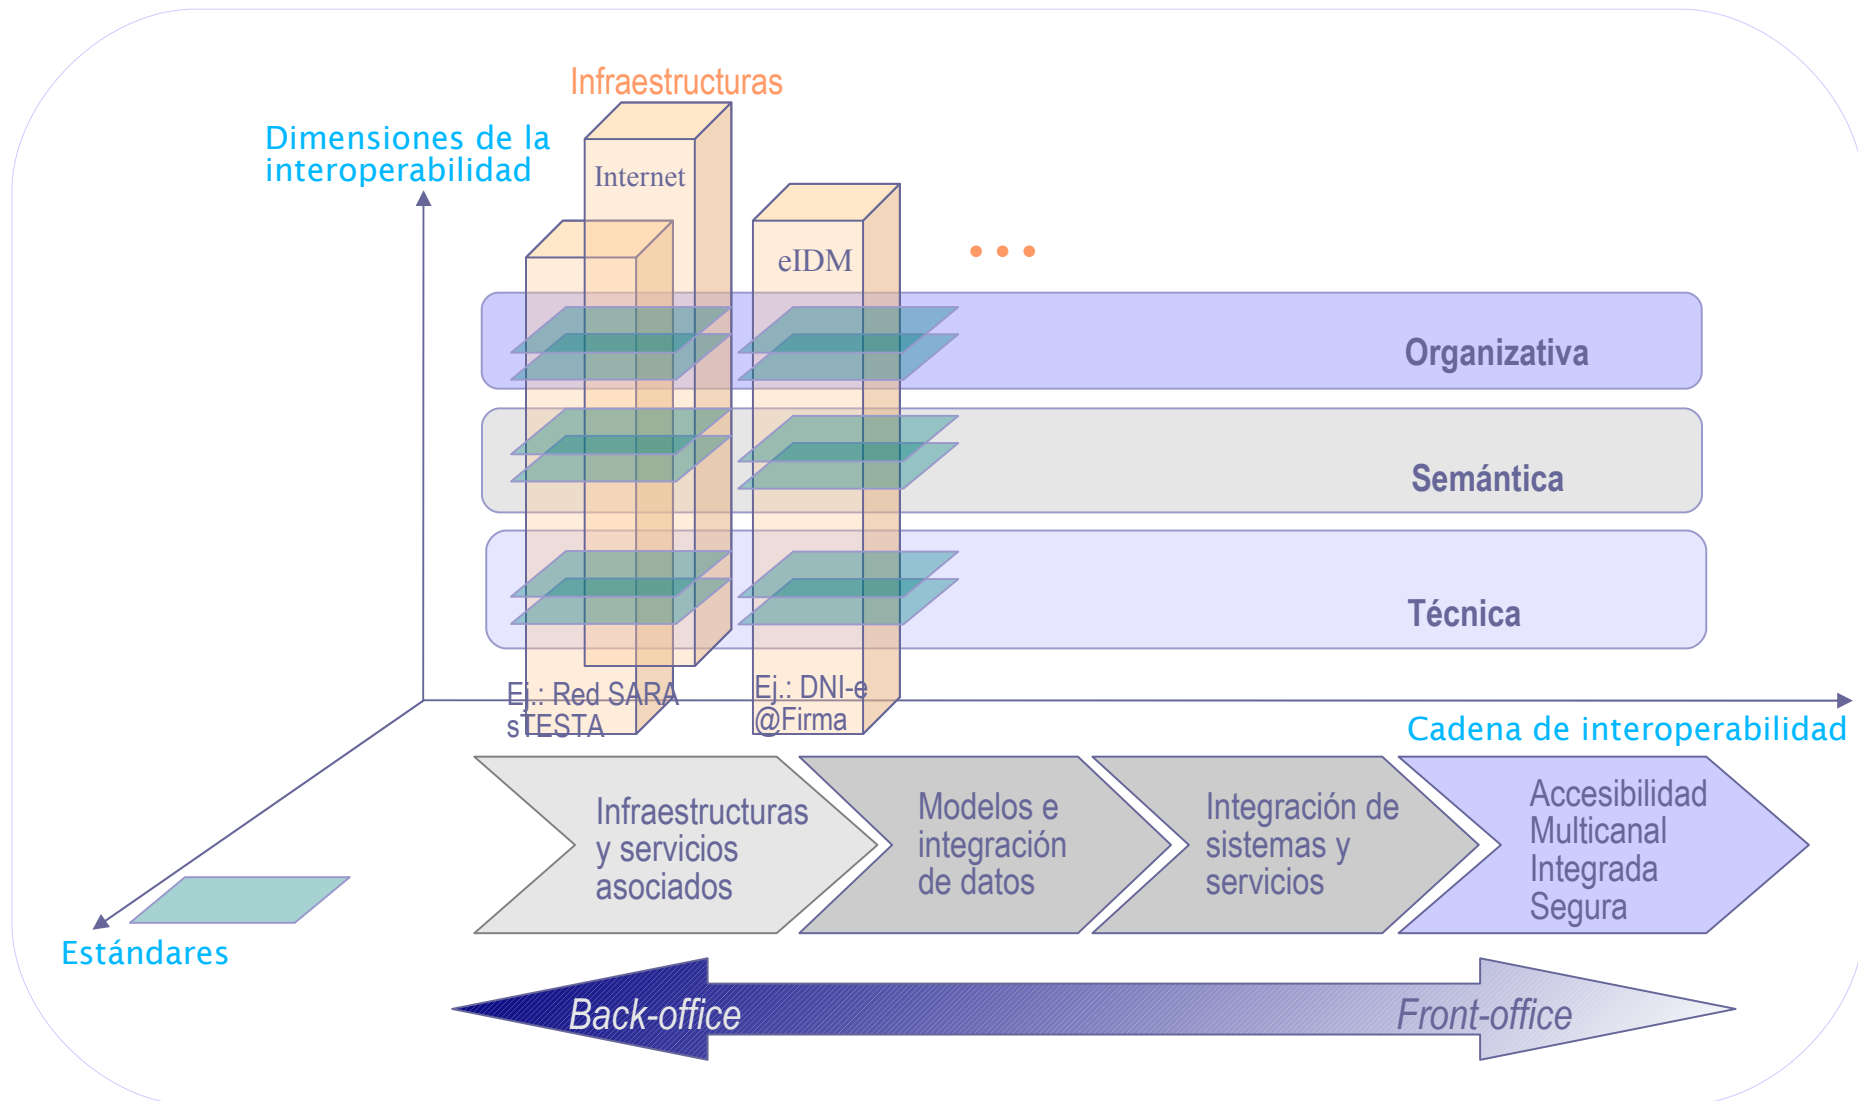 Infraestructuras
Dimensiones de la
interoperabilidad
Internet
eIDM
...
Organizativa
Semántica
Técnica
Ej.: Red SARA
sTESTA
Ej.: DNI-e
@Firma
Cadena de interoperabilidad
Infraestructuras
y servicios
asociados
Modelos e
integración
de datos
Integración de
sistemas y
servicios
Accesibilidad
Multicanal
Integrada
Segura
Estándares
Back-office
Front-office